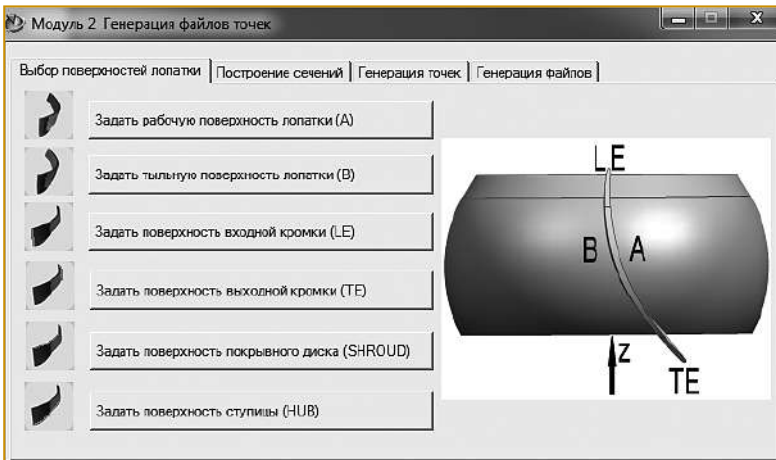 Модуль 2 Генерация файлов точек
Выбор поверхностей лопатки Построение сечений Генерация точек Генерация файлов
Задать рабочую поверхность лопатки (A)
Задать тыльную поверхность лопатки (B)
Задать поверхность входной кромки (LE)
Задать поверхность выходной кромки (TE)
Задать поверхность покрывного диска (SHROUD)
Задать поверхность ступицы (HUB)
LE
B A
Z
TE